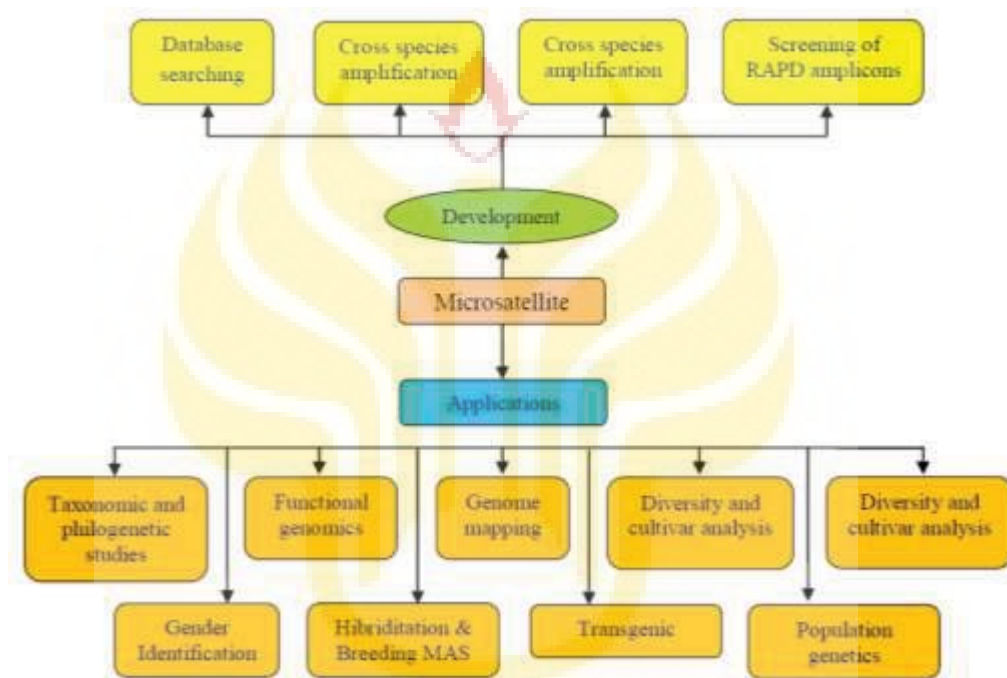 Database
searching
Cross species
amplification
Cross species
amplification
Screening of
RAPD amplicons
Development
Microsatellite
Applications
Taxonomic and
philogenetic
studies
Functional
genomics
Genome
mapping
Diversity and
cultivar analysis
Diversity and
cultivar analysis
Gender
Identification
Hibriditation &
Breeding MAS
Transgenic
Population
genetics